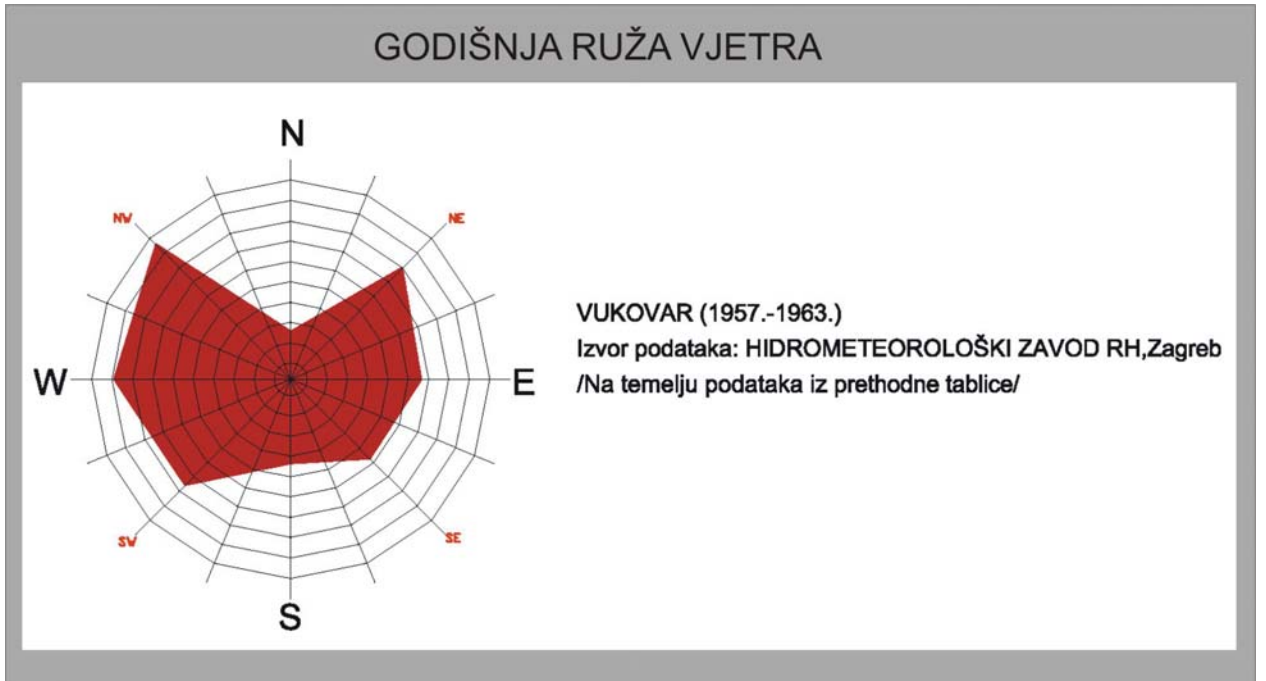 GODIŠNJA RUŽA VJETRA
N
NW
NE
W
E
SW
SE
S
VUKOVAR (1957.-1963.)
Izvor podataka: HIDROMETEOROLOŠKI ZAVOD RH,Zagreb
/Na temelju podataka iz prethodne tablice/